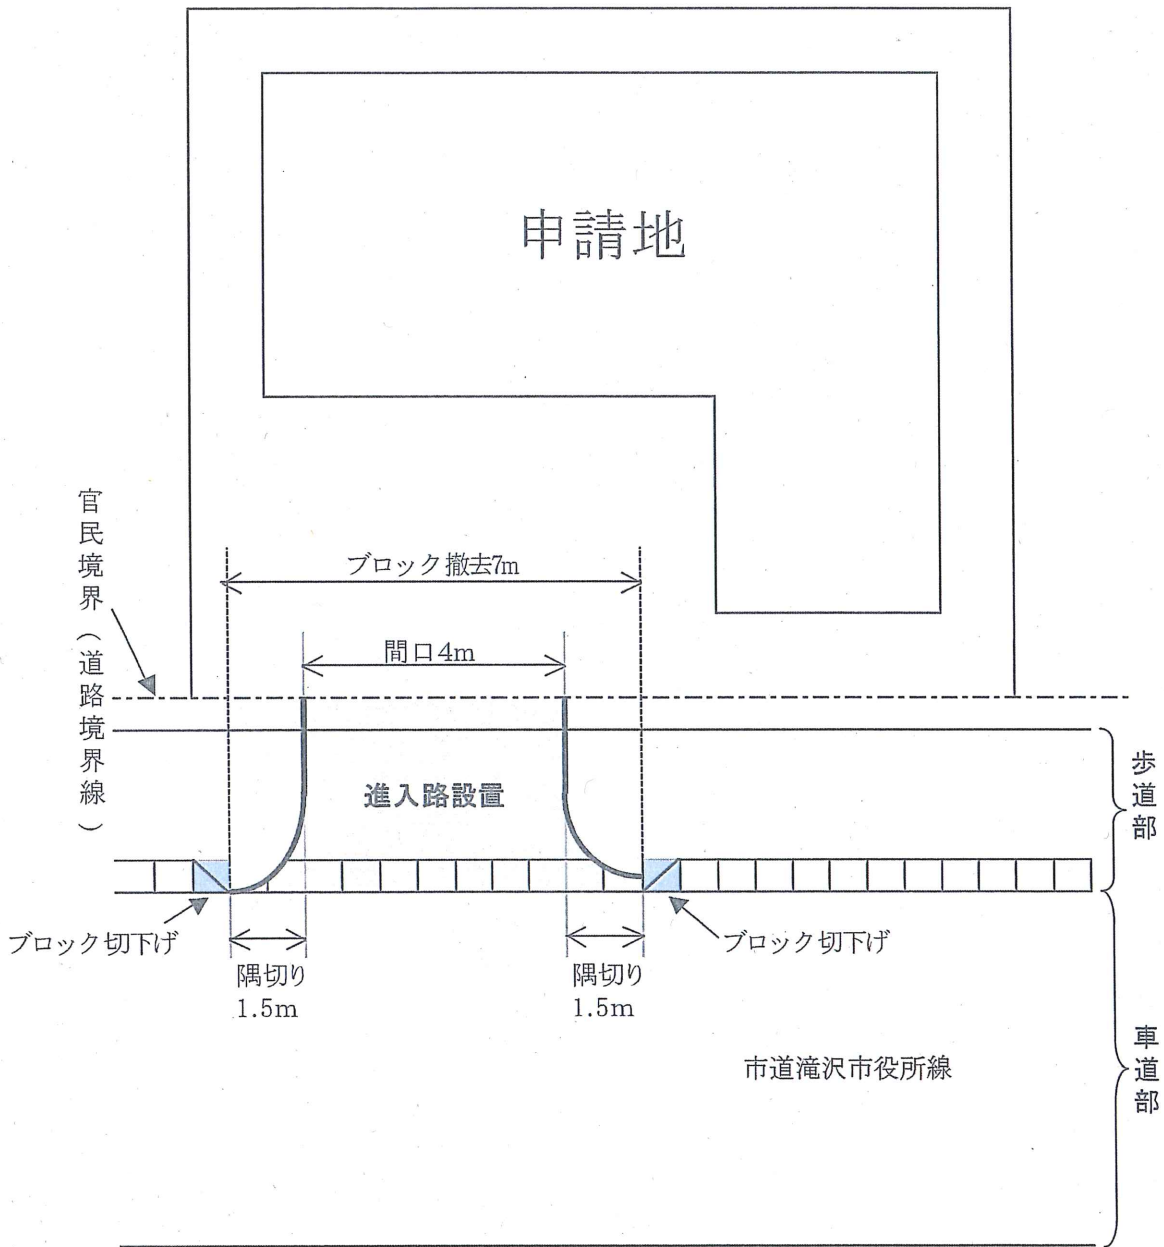 申請地
官民境界（道路境界線）
ブロック撤去7m
間口4m
進入路設置
歩道部
ブロック切下げ
ブロック切下げ
隅切り
1.5m
隅切り
1.5m
市道滝沢市役所線
車道部